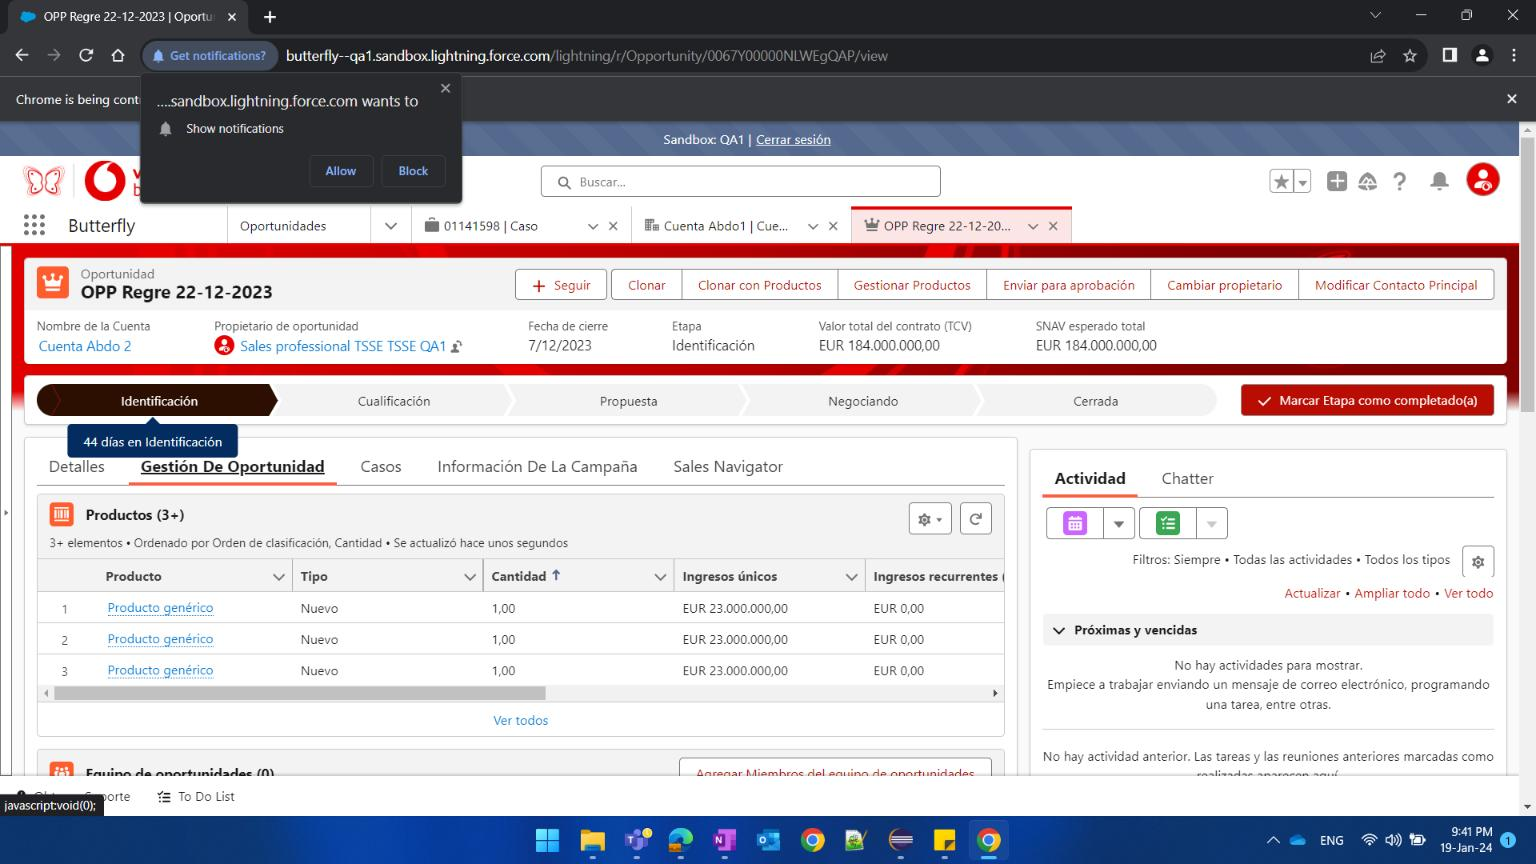 OPP Regre 22-12-2023 | Oportu
Get notifications?
butterfly--qa1.sandbox.lightning.force.com/lightning/r/Opportunity/0067Y00000NLWEgQAP/view
Chrome is being cont
....sandbox.lightning.force.com wants to
Show notifications
Allow
Block
Sandbox: QA1 | Cerrar sesión
Buscar...
Butterfly
Oportunidades
01141598 | Caso
Cuenta Abdo1 | Cue...
OPP Regre 22-12-20...
Oportunidad
OPP Regre 22-12-2023
Seguir
Clonar
Clonar con Productos
Gestionar Productos
Enviar para aprobación
Cambiar propietario
Modificar Contacto Principal
Nombre de la Cuenta
Propietario de oportunidad
Fecha de cierre
Etapa
Valor total del contrato (TCV)
SNAV esperado total
Cuenta Abdo 2
Sales professional TSSE TSSE QA1
7/12/2023
Identificación
EUR 184.000.000,00
EUR 184.000.000,00
Identificación
Cualificación
Propuesta
Negociando
Cerrada
Marcar Etapa como completado(a)
44 días en Identificación
Detalles
Gestión De Oportunidad
Casos
Información De La Campaña
Sales Navigator
Productos (3+)
3+ elementos • Ordenado por Orden de clasificación, Cantidad • Se actualizó hace unos segundos
Producto
Tipo
Cantidad
Ingresos únicos
Ingresos recurrentes (
1
Producto genérico
Nuevo
1,00
EUR 23.000.000,00
EUR 0,00
2
Producto genérico
Nuevo
1,00
EUR 23.000.000,00
EUR 0,00
3
Producto genérico
Nuevo
1,00
EUR 23.000.000,00
EUR 0,00
Ver todos
Equipo de oportunidades (0)
Agregar Miembros del equipo de oportunidades
Actividad
Chatter
Filtros: Siempre • Todas las actividades • Todos los tipos
Actualizar • Ampliar todo • Ver todo
Próximas y vencidas
No hay actividades para mostrar.
Empiece a trabajar enviando un mensaje de correo electrónico, programando
una tarea, entre otras.
No hay actividad anterior. Las tareas y las reuniones anteriores marcadas como
realizadas aparecen aquí.
To Do List
javascript:void(0);
ENG
9:41 PM
19-Jan-24
1